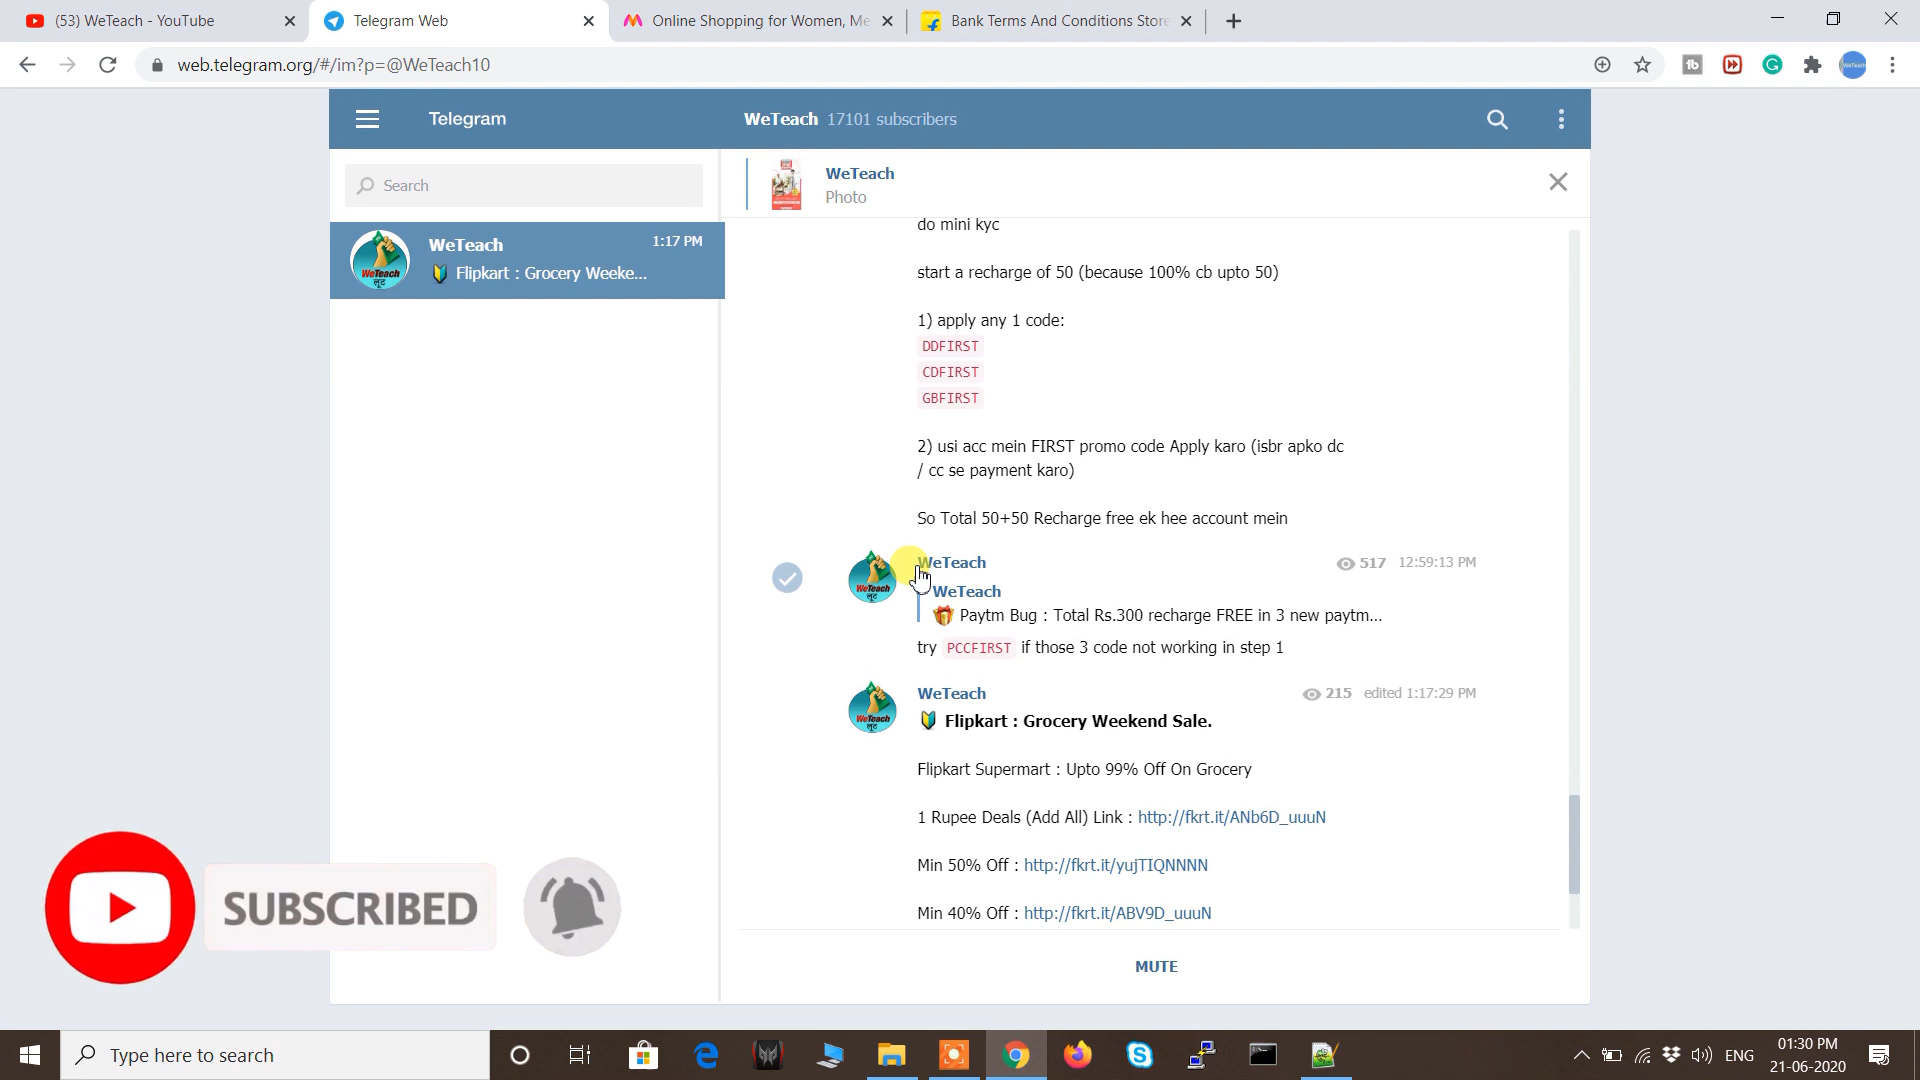 (53) WeTeach - YouTube
Telegram Web
Online Shopping for Women, Me
Bank Terms And Conditions Store
web.telegram.org/#/im?p=@WeTeach10
WeTeach
Telegram
WeTeach 17101 subscribers
Search
WeTeach
Photo
WeTeach 1:17 PM
Flipkart : Grocery Weeke...
WeTeach
लूट
do mini kyc
start a recharge of 50 (because 100% cb upto 50)
1) apply any 1 code:
DDFIRST
CDFIRST
GBFIRST
2) usi acc mein FIRST promo code Apply karo (isbr apko dc
/ cc se payment karo)
So Total 50+50 Recharge free ek hee account mein
WeTeach 517 12:59:13 PM
WeTeach
लूट
WeTeach
Paytm Bug : Total Rs.300 recharge FREE in 3 new paytm...
try PCCFIRST if those 3 code not working in step 1
WeTeach 215 edited 1:17:29 PM
WeTeach
लूट
Flipkart : Grocery Weekend Sale.
Flipkart Supermart : Upto 99% Off On Grocery
1 Rupee Deals (Add All) Link : http://fkrt.it/ANb6D_uuuN
Min 50% Off : http://fkrt.it/yujTIQNNNN
Min 40% Off : http://fkrt.it/ABV9D_uuuN
SUBSCRIBED
MUTE
Type here to search
ENG
01:30 PM
21-06-2020